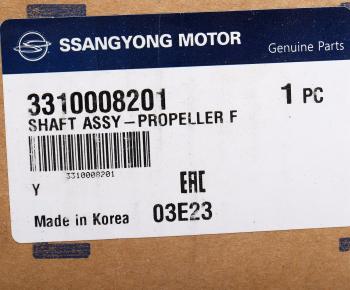 SSANGYONG MOTOR
Genuine Parts
3310008201
1 PC
SHAFT ASSY-PROPELLER F
3310008201
Y
EAC
Made in Korea
03E23